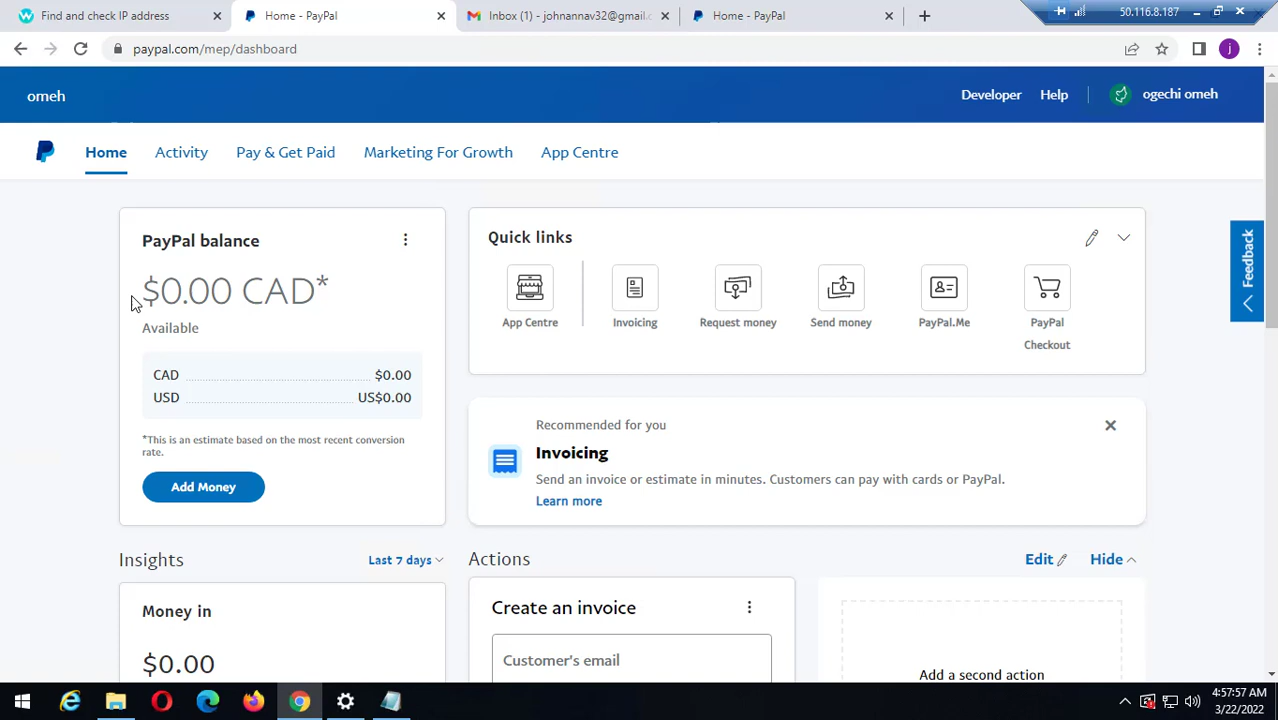 Find and check IP address
Home - PayPal
Inbox (1) - johnannav32@gmail.c
Home - PayPal
50.116.8.187
paypal.com/mep/dashboard
j
omeh
Developer
Help
ogechi omeh
Home
Activity
Pay & Get Paid
Marketing For Growth
App Centre
PayPal balance
$0.00 CAD*
Available
CAD $0.00
USD US$0.00
*This is an estimate based on the most recent conversion
rate.
Add Money
Quick links
App Centre
Invoicing
Request money
Send money
PayPal.Me
PayPal
Checkout
Feedback
Recommended for you
Invoicing
Send an invoice or estimate in minutes. Customers can pay with cards or PayPal.
Learn more
Insights
Last 7 days
Actions
Edit
Hide
Money in
$0.00
Create an invoice
Customer's email
Add a second action
4:57:57 AM
3/22/2022